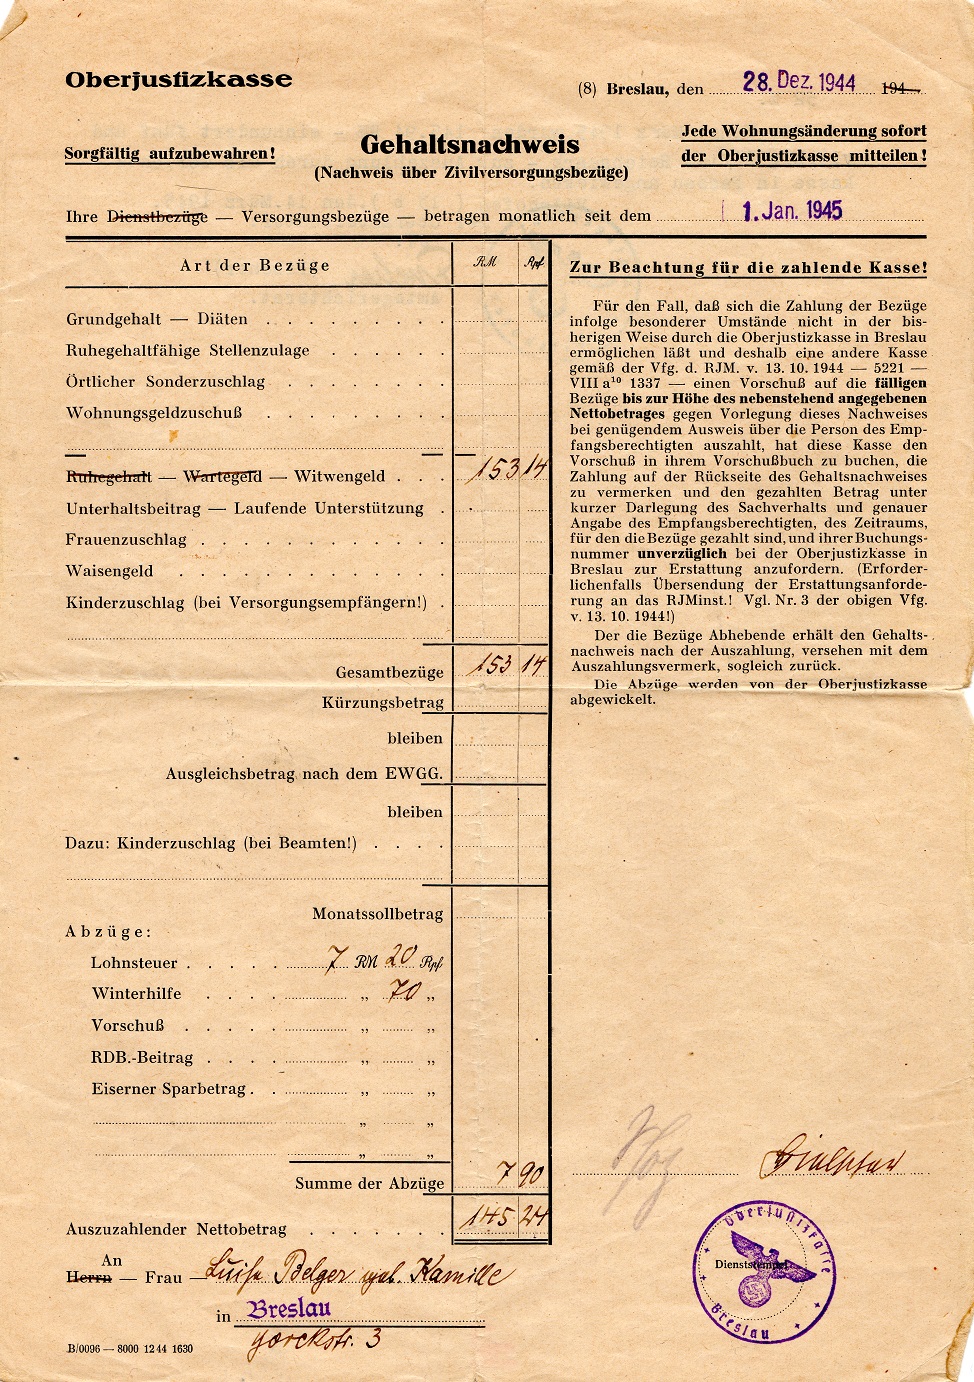 Oberjustizkasse
(8) Breslau, den 28. Dez. 1944 194
Sorgfältig aufzubewahren!
Gehaltsnachweis
(Nachweis über Zivilversorgungsbezüge)
Jede Wohnungsänderung sofort
der Oberjustizkasse mitteilen!
Ihre Dienstbezüge — Versorgungsbezüge — betragen monatlich seit dem 1. Jan. 1945
Art der Bezüge RM Rpf
Grundgehalt — Diäten
Ruhegehaltfähige Stellenzulage
Örtlicher Sonderzuschlag
Wohnungsgeldzuschuß
Ruhegehalt — Wartegeld — Witwengeld 153 14
Unterhaltsbeitrag — Laufende Unterstützung
Frauenzuschlag
Waisengeld
Kinderzuschlag (bei Versorgungsempfängern!)
Gesamtbezüge 153 14
Kürzungsbetrag
bleiben
Ausgleichsbetrag nach dem EWGG.
bleiben
Dazu: Kinderzuschlag (bei Beamten!)
Monatssollbetrag
Abzüge:
Lohnsteuer 7 RM 20 Rpf
Winterhilfe „ 70 „
Vorschuß „ „
RDB.-Beitrag „ „
Eiserner Sparbetrag „ „
„ „
„ „
Summe der Abzüge 7 90
Auszuzahlender Nettobetrag 145 24
An
Herrn — Frau — Luise Belger geb. Kamille
in Breslau
Yorckstr. 3
B/0096 — 8000 12 44 1630
Zur Beachtung für die zahlende Kasse!
Für den Fall, daß sich die Zahlung der Bezüge
infolge besonderer Umstände nicht in der bis-
herigen Weise durch die Oberjustizkasse in Breslau
ermöglichen läßt und deshalb eine andere Kasse
gemäß der Vfg. d. RJM. v. 13. 10. 1944 — 5221 —
VIII a¹⁰ 1337 — einen Vorschuß auf die fälligen
Bezüge bis zur Höhe des nebenstehend angegebenen
Nettobetrages gegen Vorlegung dieses Nachweises
bei genügendem Ausweis über die Person des Emp-
fangsberechtigten auszahlt, hat diese Kasse den
Vorschuß in ihrem Vorschußbuch zu buchen, die
Zahlung auf der Rückseite des Gehaltsnachweises
zu vermerken und den gezahlten Betrag unter
kurzer Darlegung des Sachverhalts und genauer
Angabe des Empfangsberechtigten, des Zeitraums,
für den die Bezüge gezahlt sind, und ihrer Buchungs-
nummer unverzüglich bei der Oberjustizkasse in
Breslau zur Erstattung anzufordern. (Erforder-
lichenfalls Übersendung der Erstattungsanforde-
rung an das RJMinst.! Vgl. Nr. 3 der obigen Vfg.
v. 13. 10. 1944!)
Der die Bezüge Abhebende erhält den Gehalts-
nachweis nach der Auszahlung, versehen mit dem
Auszahlungsvermerk, sogleich zurück.
Die Abzüge werden von der Oberjustizkasse
abgewickelt.
Oberjustizkasse
Dienststempel
Breslau